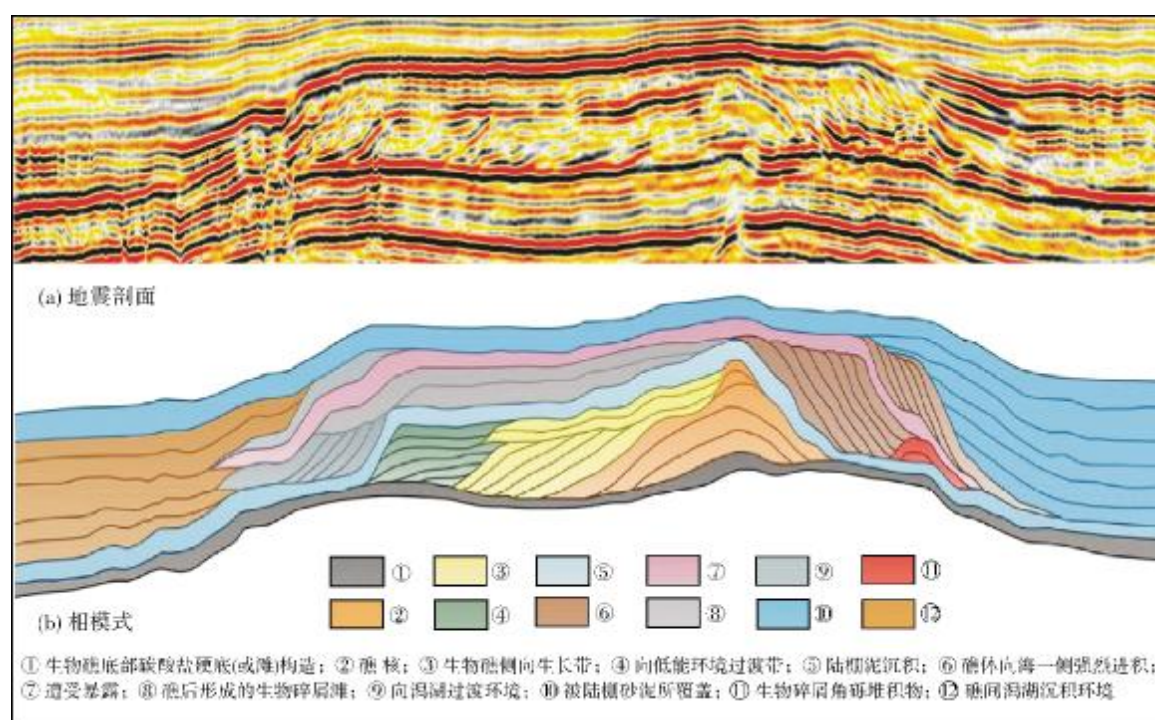 (a) 地震剖面
① ③ ⑤ ⑦ ⑨ ⑪
② ④ ⑥ ⑧ ⑩ ⑫
(b) 相模式
① 生物礁底部碳酸盐硬底(或滩)构造; ② 礁核; ③ 生物礁侧向生长带; ④ 向低能环境过渡带; ⑤ 陆棚泥沉积; ⑥ 礁体向海一侧强烈进积;
⑦ 遭受暴露; ⑧ 礁后形成的生物碎屑滩; ⑨ 向潟湖过渡环境; ⑩ 被陆棚砂泥所覆盖; ⑪ 生物碎屑角砾堆积物; ⑫ 礁间潟湖沉积环境